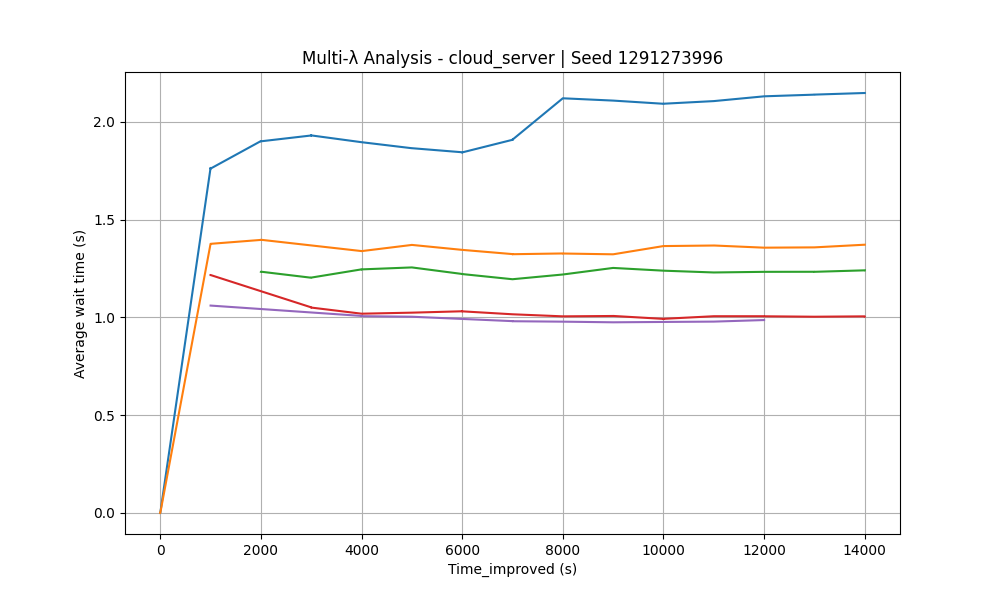 Multi-λ Analysis - cloud_server | Seed 1291273996
Average wait time (s)
2.0
1.5
1.0
0.5
0.0
0 2000 4000 6000 8000 10000 12000 14000
Time_improved (s)